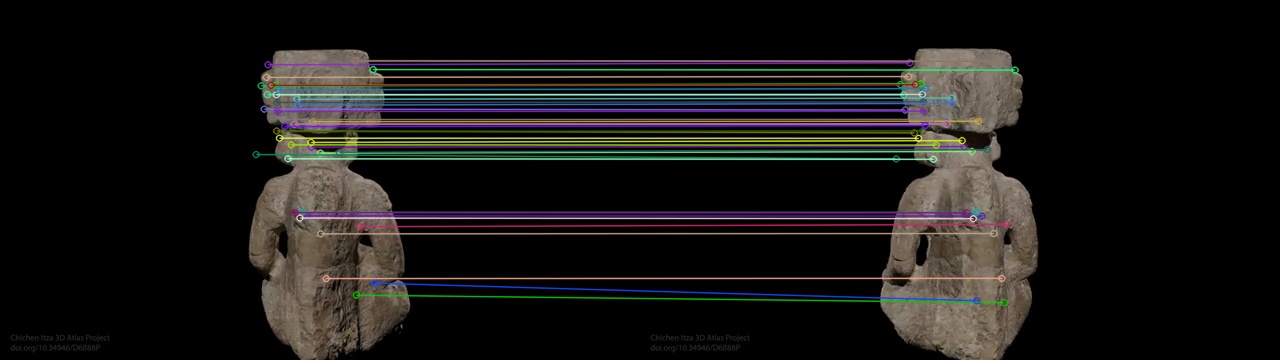 Chichen Itza 3D Atlas Project
doi.org/10.34946/D6B88P
Chichen Itza 3D Atlas Project
doi.org/10.34946/D6B88P